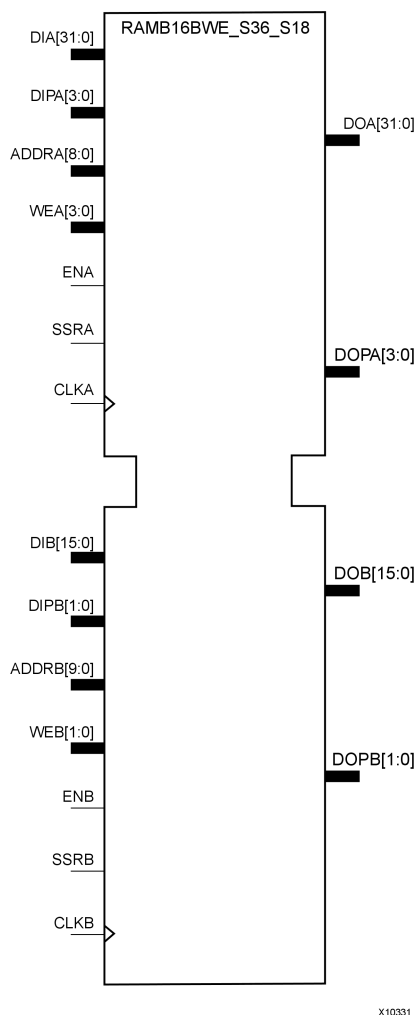 RAMB16BWE_S36_S18
DIA[31:0]
DIPA[3:0]
ADDRA[8:0]
WEA[3:0]
ENA
SSRA
CLKA
DOA[31:0]
DOPA[3:0]
DIB[15:0]
DIPB[1:0]
ADDRB[9:0]
WEB[1:0]
ENB
SSRB
CLKB
DOB[15:0]
DOPB[1:0]
X10331